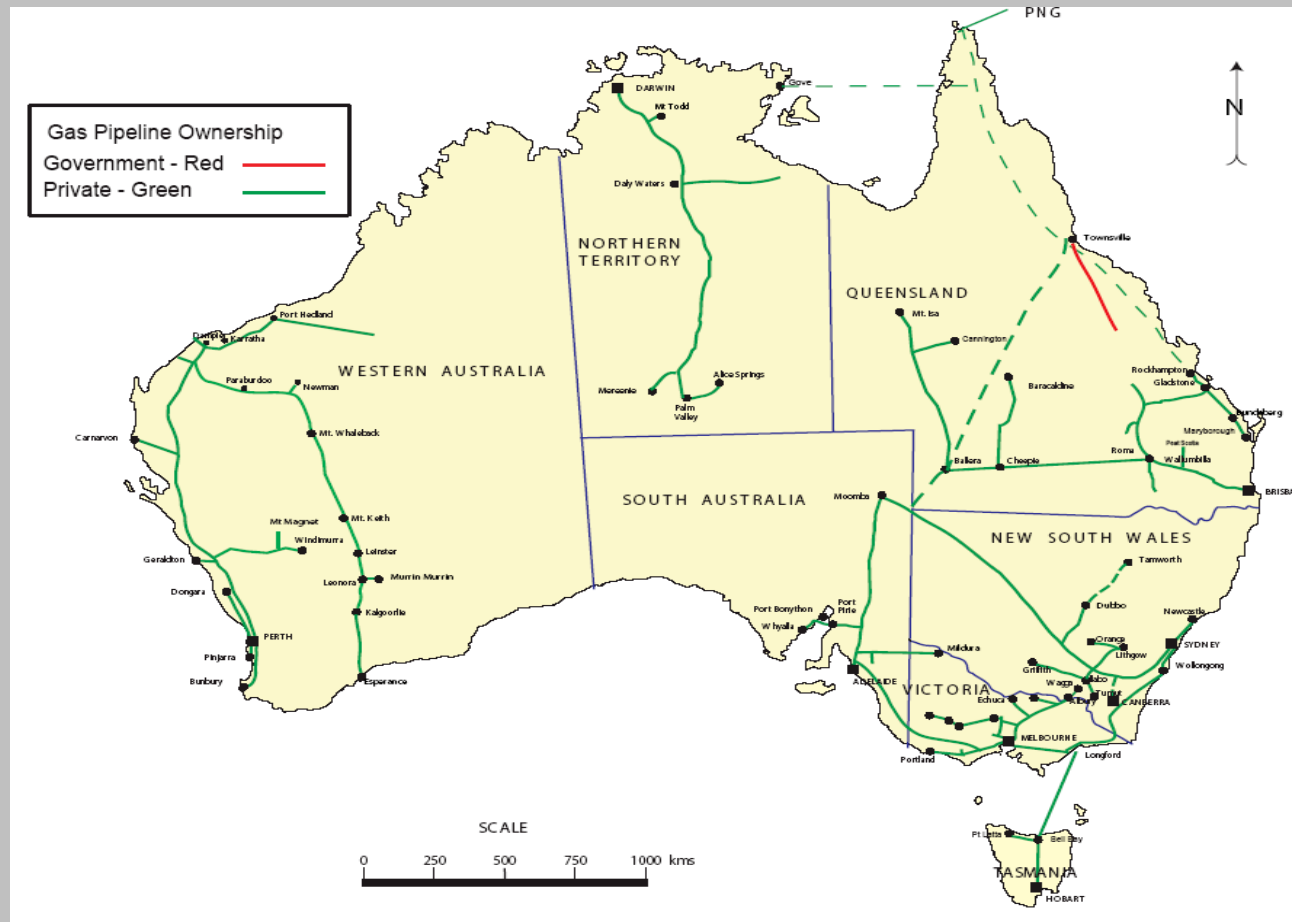 PNG
Gas Pipeline Ownership
Government - Red
Private - Green
N
DARWIN
Mt Todd
Gove
Daly Waters
NORTHERN
TERRITORY
Townsville
QUEENSLAND
Mt. Isa
Cannington
Port Hedland
Dampier
Karratha
WESTERN AUSTRALIA
Paraburdoo
Newman
Mereenie
Alice Springs
Palm
Valley
Baracaldine
Rockhampton
Gladstone
Bundaberg
Maryborough
Carnarvon
Mt. Whaleback
Roma
Wallumbilla
Ballera
Cheepie
BRISBA
SOUTH AUSTRALIA
Moomba
Mt. Keith
Mt Magnet
Windimurra
NEW SOUTH WALES
Geraldton
Leinster
Tamworth
Leonora
Murrin Murrin
Dongara
Kalgoorlie
Port Bonython
Port
Pirie
Whyalla
Dubbo
Newcastle
PERTH
Orange
SYDNEY
Lithgow
Pinjarra
Mildura
Griffith
Wollongong
Bunbury
Esperance
ADELAIDE
VICTORIA
Wagga
Tumut
Echuca
Albury
CANBERRA
MELBOURNE
Portland
Longford
SCALE
Bell Bay
0 250 500 750 1000 kms
TASMANIA
HOBART